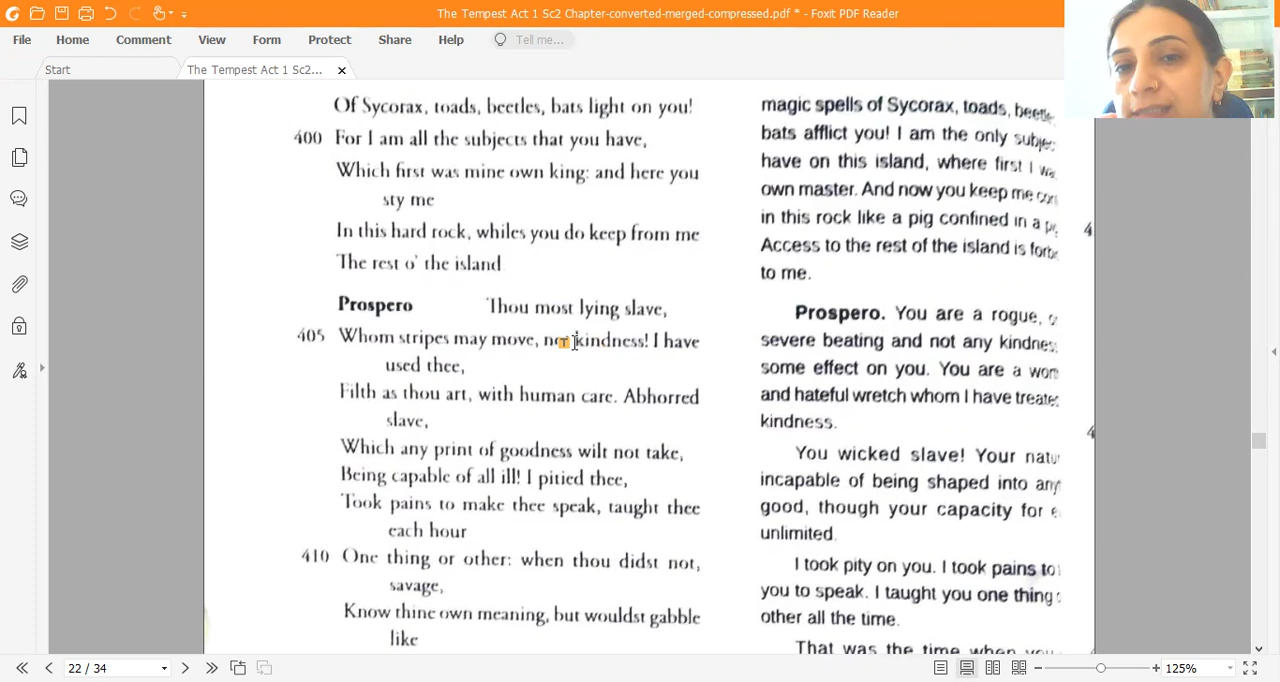 The Tempest Act 1 Sc2 Chapter-converted-merged-compressed.pdf * - Foxit PDF Reader
File Home Comment View Form Protect Share Help Tell me...
Start
The Tempest Act 1 Sc2...
Of Sycorax, toads, beetles, bats light on you!
400 For I am all the subjects that you have,
Which first was mine own king: and here you
sty me
In this hard rock, whiles you do keep from me
The rest o' the island
Prospero Thou most lying slave,
405 Whom stripes may move, kindness! I have
used thee,
Filth as thou art, with human care. Abhorred
slave,
Which any print of goodness wilt not take,
Being capable of all ill! I pitied thee,
Took pains to make thee speak, taught thee
each hour
410 One thing or other: when thou didst not,
savage,
Know thine own meaning, but wouldst gabble
like
magic spells of Sycorax, toads,
bats afflict you! I am the only
have on this island, where first I
own master. And now you keep me
in this rock like a pig confined in a
Access to the rest of the island is
to me.
4
Prospero. You are a rogue,
severe beating and not any
some effect on you. You are a
and hateful wretch whom I have
kindness.
4
You wicked slave! Your
incapable of being shaped into
good, though your capacity for
unlimited.
I took pity on you. I took pains to
you to speak. I taught you one thing
other all the time.
That was the time when
22 / 34
125%